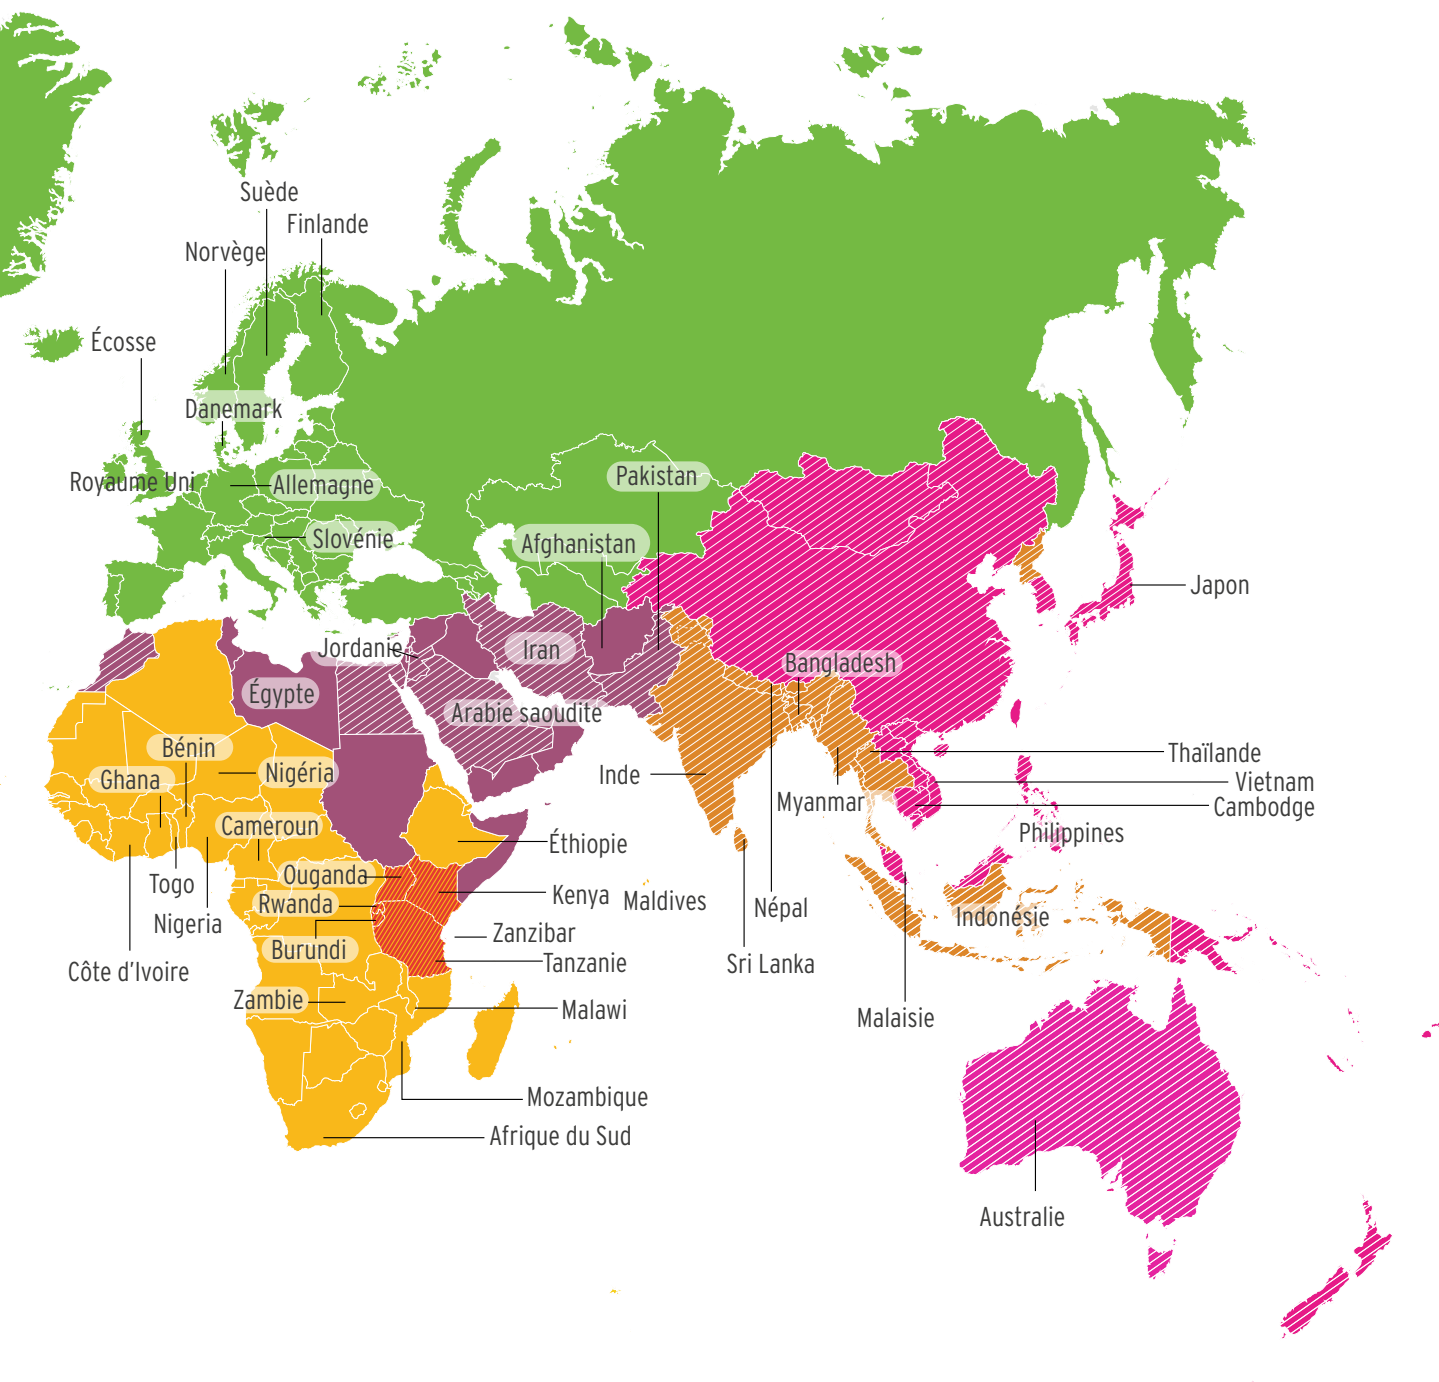 Suède
Finlande
Norvège
Écosse
Danemark
Royaume Uni
Allemagne
Pakistan
Slovénie
Afghanistan
Japon
Jordanie
Iran
Bangladesh
Égypte
Arabie saoudite
Bénin
Thaïlande
Ghana
Nigéria
Inde
Vietnam
Myanmar
Cambodge
Cameroun
Philippines
Éthiopie
Ouganda
Togo
Kenya
Maldives
Rwanda
Népal
Indonésie
Nigeria
Zanzibar
Burundi
Tanzanie
Sri Lanka
Côte d'Ivoire
Zambie
Malawi
Malaisie
Mozambique
Afrique du Sud
Australie